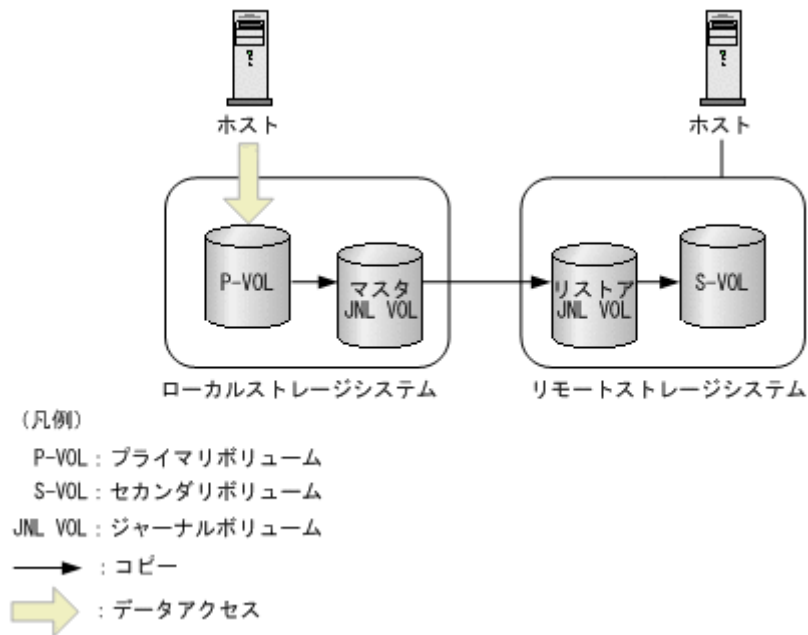 ホスト
ホスト
P-VOL
マスタ
JNL VOL
リストア
JNL VOL
S-VOL
ローカルストレージシステム
リモートストレージシステム
(凡例)
P-VOL:プライマリボリューム
S-VOL:セカンダリボリューム
JNL VOL:ジャーナルボリューム
:コピー
:データアクセス